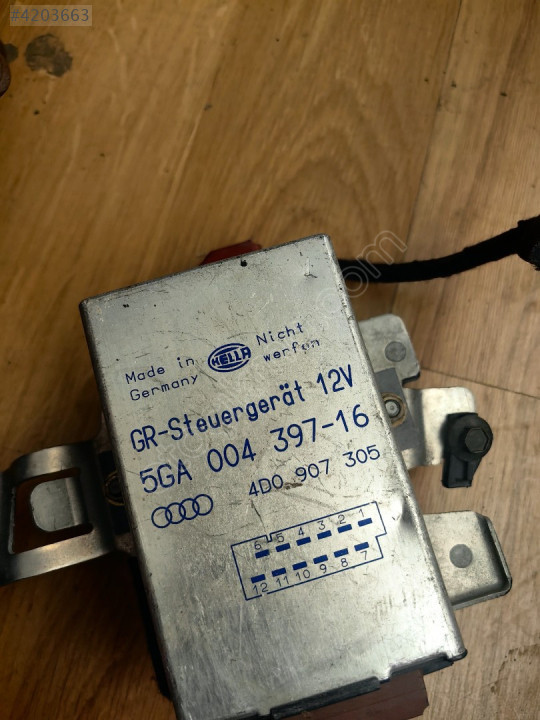 #4203663
Made in Germany
HELLA
Nicht werfen
GR-Steuergerät 12V
5GA 004 397-16
4D0 907 305
6 5 4 3 2 1
12 11 10 9 8 7